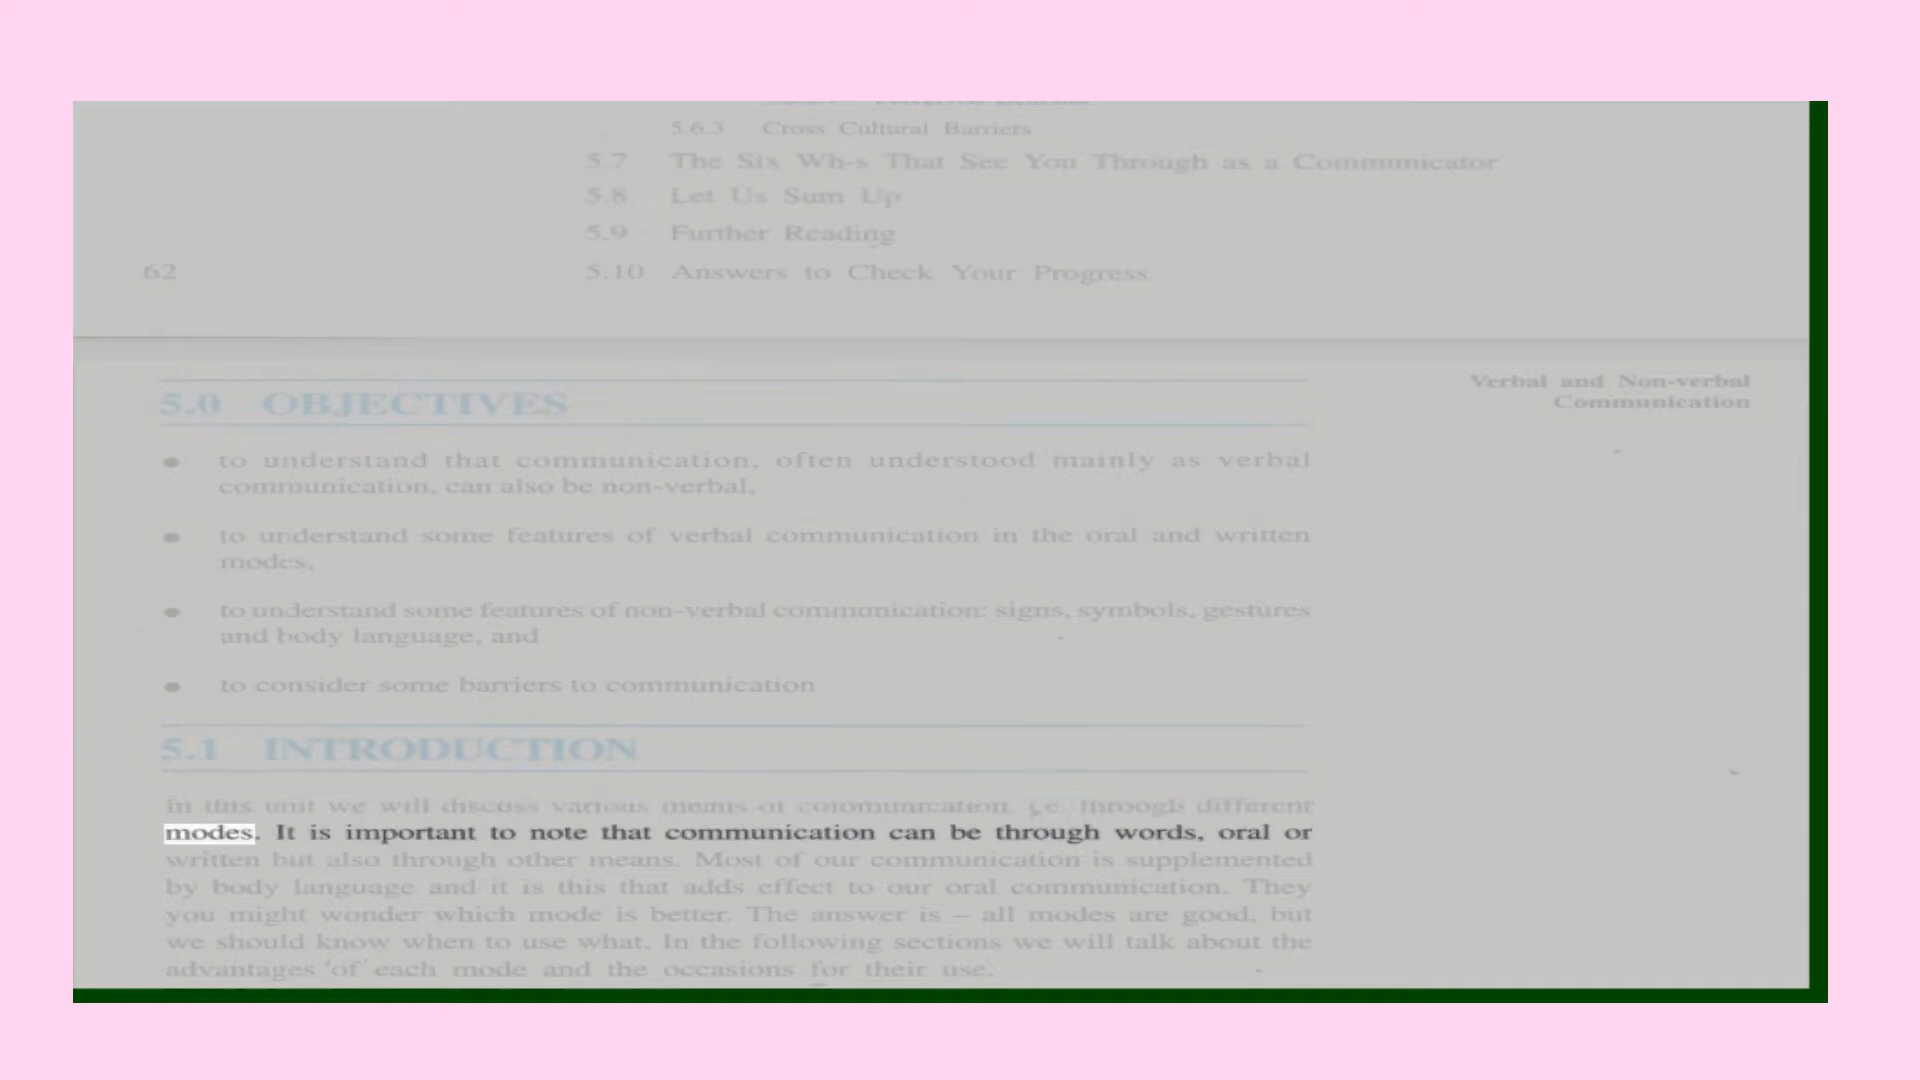 5.6.3 Cross Cultural Barriers
5.7 The Six Wh-s That See You Through as a Communicator
5.8 Let Us Sum Up
5.9 Further Reading
62 5.10 Answers to Check Your Progress
Verbal and Non-verbal
Communication
5.0 OBJECTIVES
● to understand that communication, often understood mainly as verbal
communication, can also be non-verbal,
● to understand some features of verbal communication in the oral and written
modes,
● to understand some features of non-verbal communication: signs, symbols, gestures
and body language, and
● to consider some barriers to communication
5.1 INTRODUCTION
In this unit we will discuss various means of communication, i.e. through different
modes. It is important to note that communication can be through words, oral or
written but also through other means. Most of our communication is supplemented
by body language and it is this that adds effect to our oral communication. They
you might wonder which mode is better. The answer is – all modes are good, but
we should know when to use what. In the following sections we will talk about the
advantages of each mode and the occasions for their use.